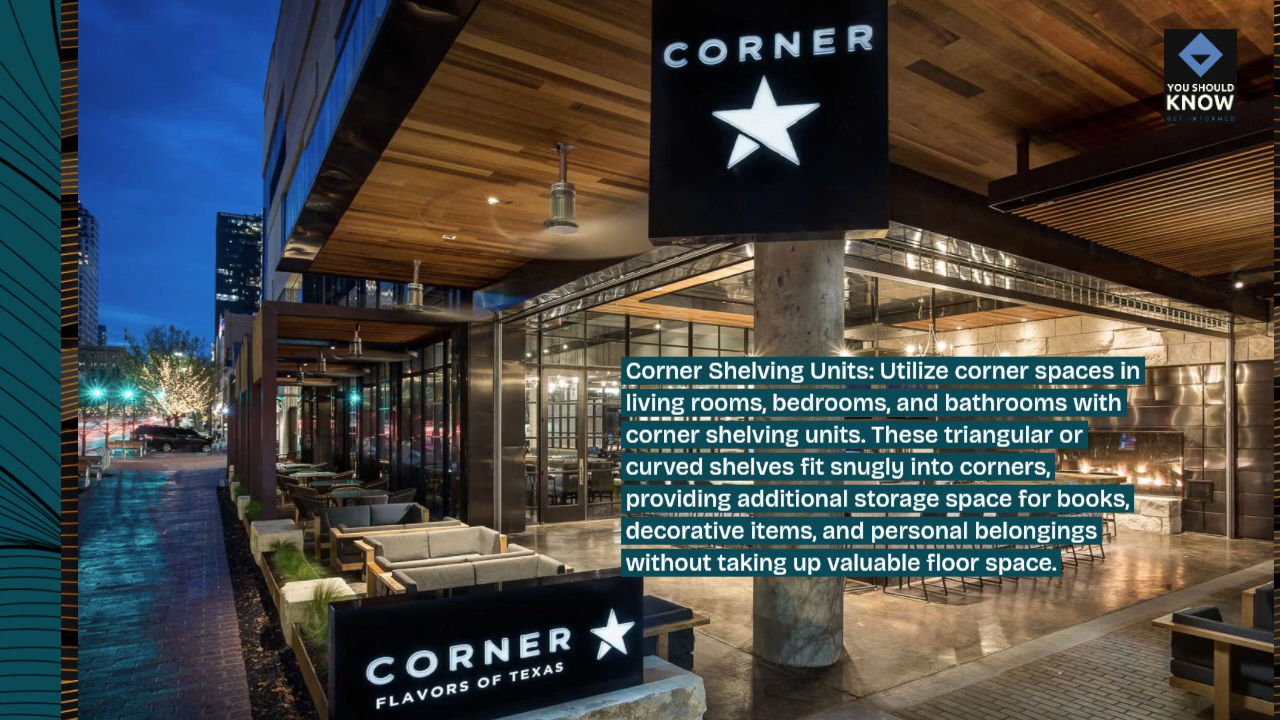 CORNER
YOU SHOULD
KNOW
GET INFORMED
Corner Shelving Units: Utilize corner spaces in
living rooms, bedrooms, and bathrooms with
corner shelving units. These triangular or
curved shelves fit snugly into corners,
providing additional storage space for books,
decorative items, and personal belongings
without taking up valuable floor space.
CORNER
FLAVORS OF TEXAS